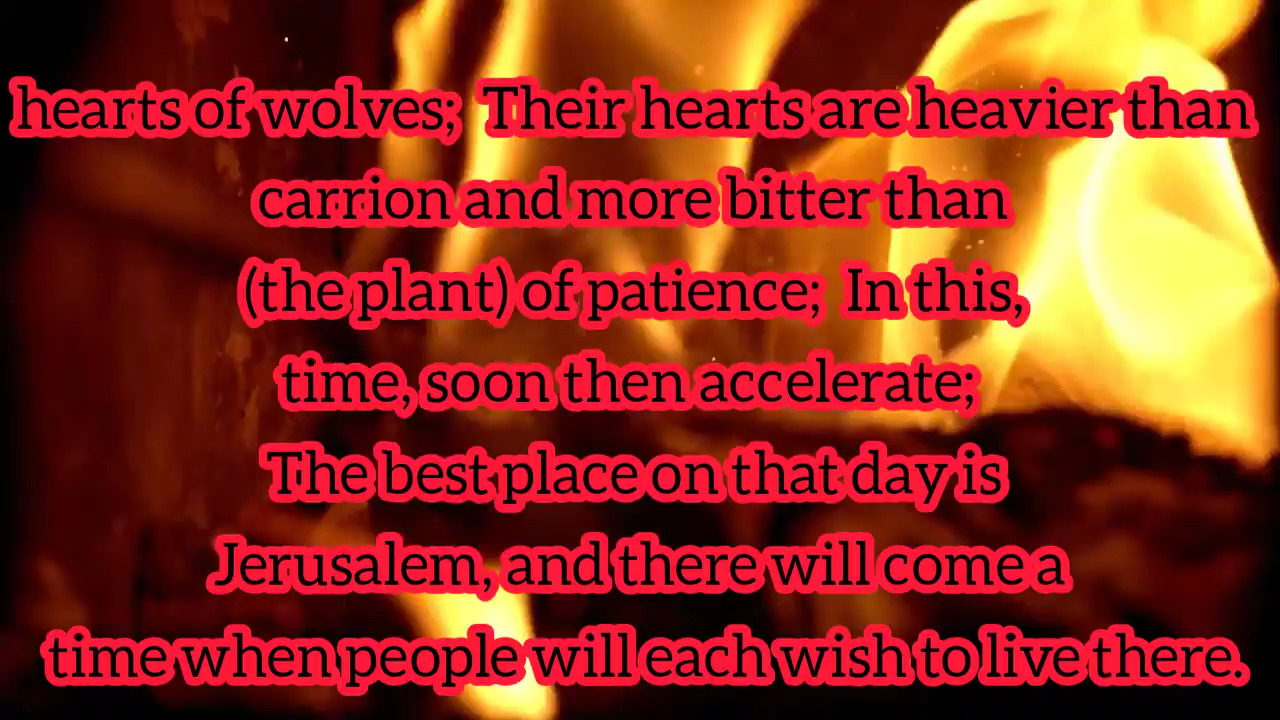 hearts of wolves; Their hearts are heavier than
carrion and more bitter than
(the plant) of patience; In this,
time, soon then accelerate;
The best place on that day is
Jerusalem, and there will come a
time when people will each wish to live there.